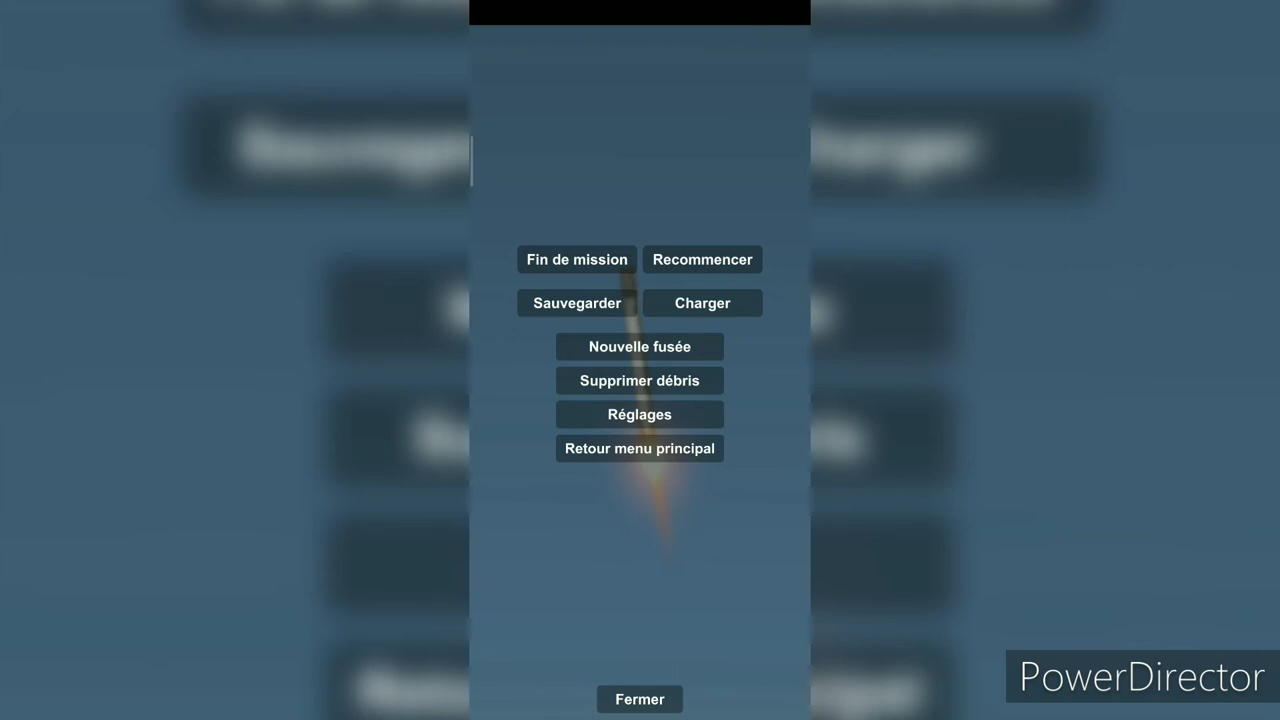 Fin de mission
Recommencer
Sauvegarder
Charger
Nouvelle fusée
Supprimer débris
Réglages
Retour menu principal
Fermer
PowerDirector